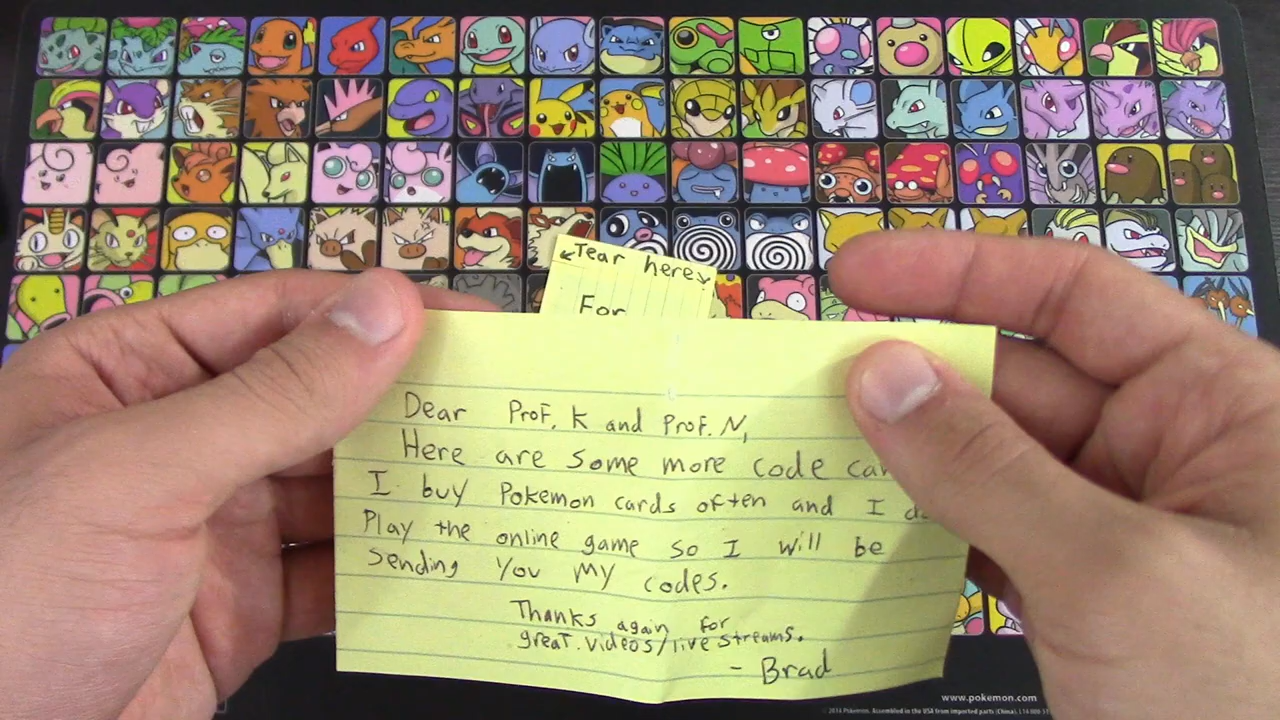 Tear here
For
Dear Prof. K and Prof. N,
Here are some more code
I buy Pokemon cards often and I
Play the online game so I will be
sending you my codes.
Thanks again for
great videos/live streams.
- Brad
www.pokemon.com